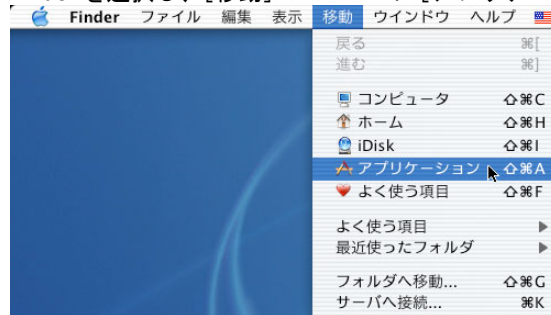 Finder ファイル 編集 表示 移動 ウインドウ ヘルプ
戻る ⌘[
進む ⌘]
コンピュータ ⇧⌘C
ホーム ⇧⌘H
iDisk ⇧⌘I
アプリケーション ⇧⌘A
よく使う項目 ⇧⌘F
よく使う項目 ▶
最近使ったフォルダ ▶
フォルダへ移動... ⇧⌘G
サーバへ接続... ⌘K